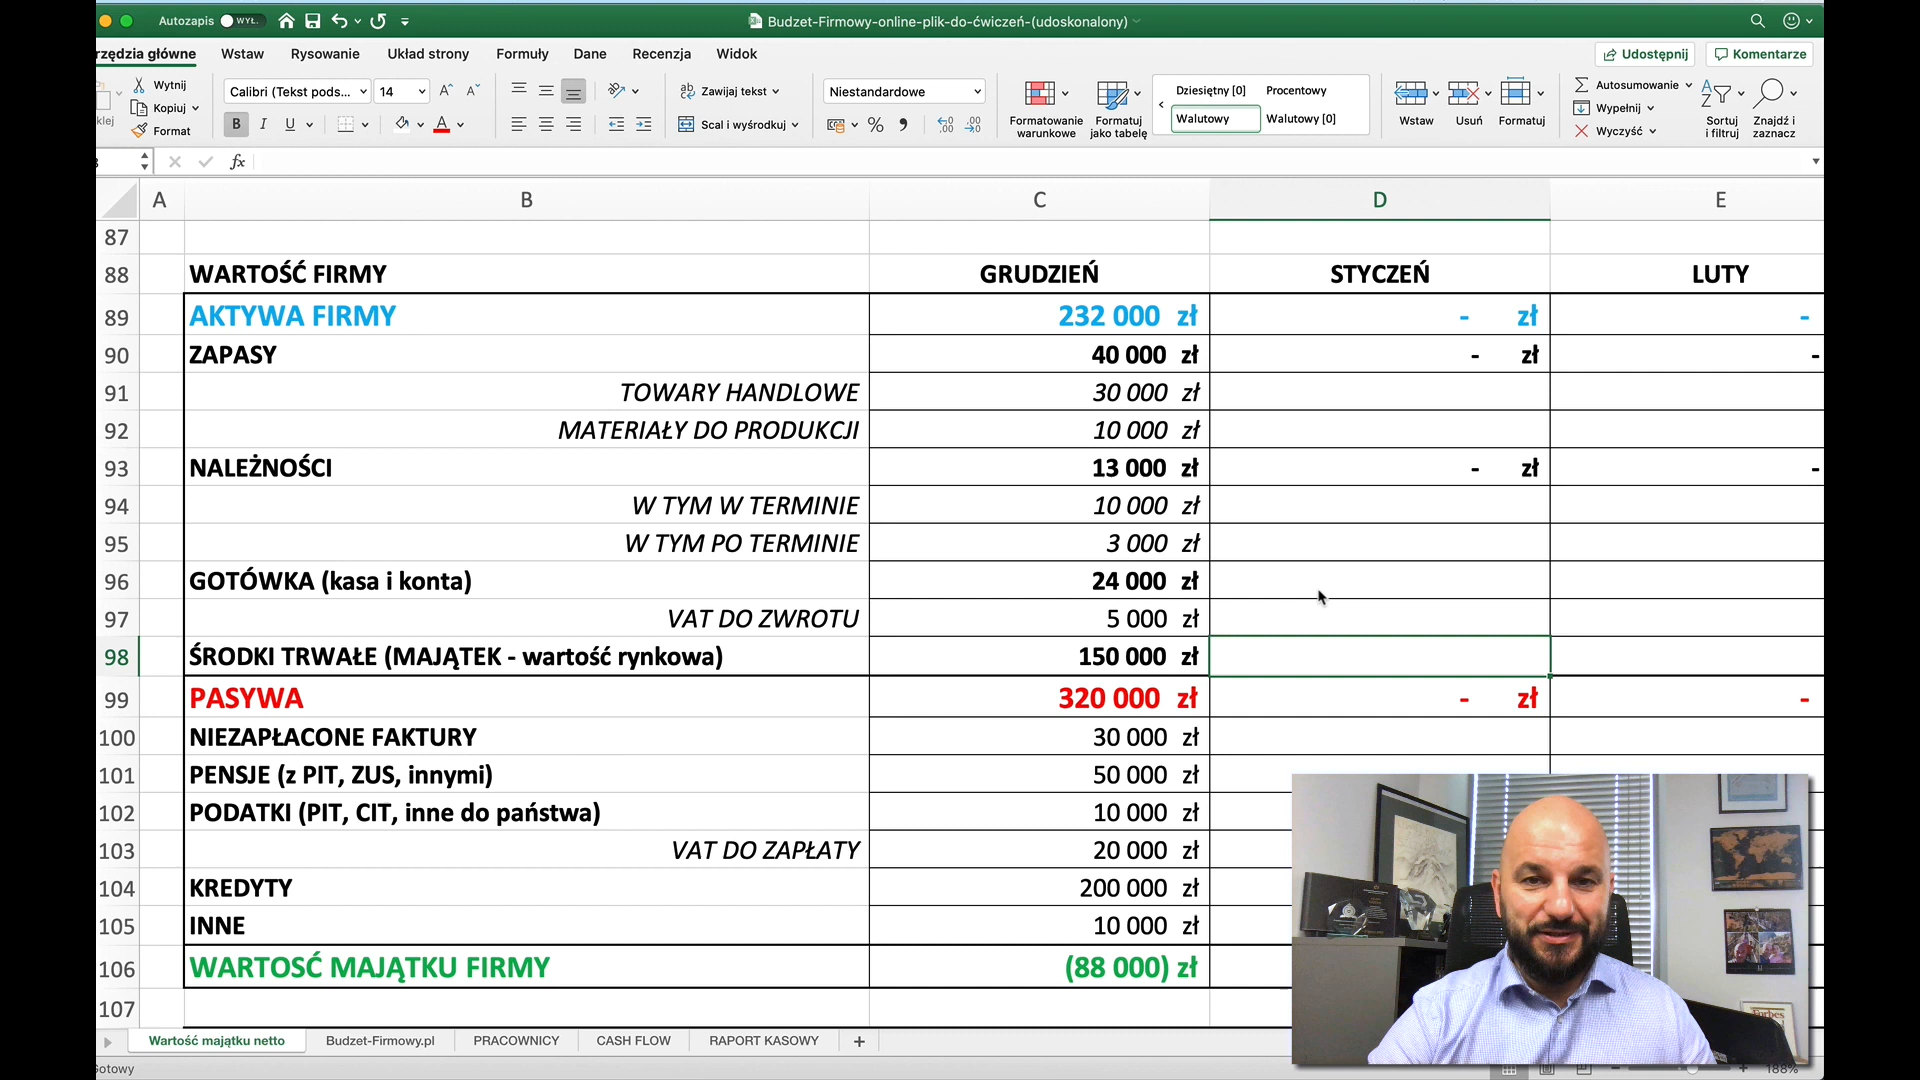 Autozapis WYŁ.
Budzet-Firmowy-online-plik-do-ćwiczeń-(udoskonalony)
rzędzia główne Wstaw Rysowanie Układ strony Formuły Dane Recenzja Widok Udostępnij Komentarze
Wytnij
Kopiuj
klej
Format
Calibri (Tekst pods... 14
B I U
Zawijaj tekst
Scal i wyśrodkuj
Niestandardowe
Formatowanie warunkowe
Formatuj jako tabelę
Dziesiętny [0] Procentowy
Walutowy Walutowy [0]
Wstaw Usuń Formatuj
Autosumowanie
Wypełnij
Wyczyść
Sortuj i filtruj
Znajdź i zaznacz
fx
A B C D E
87
88 WARTOŚĆ FIRMY GRUDZIEŃ STYCZEŃ LUTY
89 AKTYWA FIRMY 232 000 zł - zł -
90 ZAPASY 40 000 zł - zł -
91 TOWARY HANDLOWE 30 000 zł
92 MATERIAŁY DO PRODUKCJI 10 000 zł
93 NALEŻNOŚCI 13 000 zł - zł -
94 W TYM W TERMINIE 10 000 zł
95 W TYM PO TERMINIE 3 000 zł
96 GOTÓWKA (kasa i konta) 24 000 zł
97 VAT DO ZWROTU 5 000 zł
98 ŚRODKI TRWAŁE (MAJĄTEK - wartość rynkowa) 150 000 zł
99 PASYWA 320 000 zł - zł -
100 NIEZAPŁACONE FAKTURY 30 000 zł
101 PENSJE (z PIT, ZUS, innymi) 50 000 zł
102 PODATKI (PIT, CIT, inne do państwa) 10 000 zł
103 VAT DO ZAPŁATY 20 000 zł
104 KREDYTY 200 000 zł
105 INNE 10 000 zł
106 WARTOSĆ MAJĄTKU FIRMY (88 000) zł
107
Forbes
Wartość majątku netto Budzet-Firmowy.pl PRACOWNICY CASH FLOW RAPORT KASOWY +
Gotowy 188%